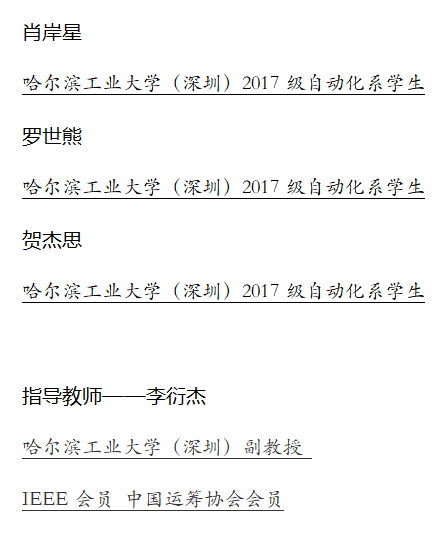 肖岸星
哈尔滨工业大学（深圳）2017 级自动化系学生
罗世熊
哈尔滨工业大学（深圳）2017 级自动化系学生
贺杰思
哈尔滨工业大学（深圳）2017 级自动化系学生
指导教师——李衍杰
哈尔滨工业大学（深圳）副教授
IEEE 会员 中国运筹协会会员